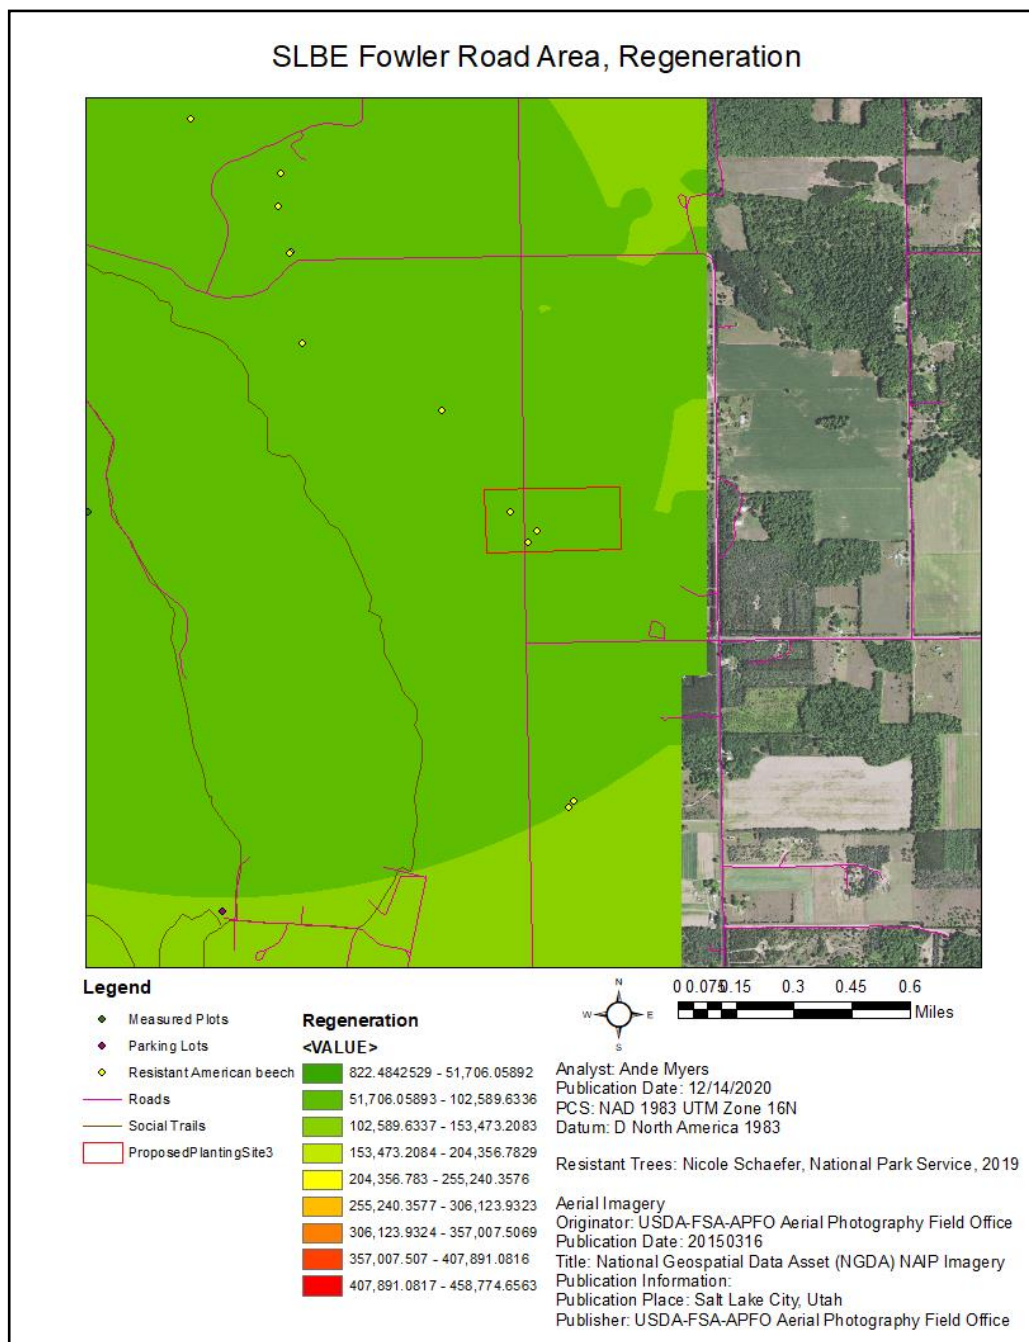 SLBE Fowler Road Area, Regeneration
Legend
Measured Plots
Parking Lots
Resistant American beech
Roads
Social Trails
ProposedPlantingSite3
Regeneration
<VALUE>
822.4842529 - 51,706.05892
51,706.05893 - 102,589.6336
102,589.6337 - 153,473.2083
153,473.2084 - 204,356.7829
204,356.783 - 255,240.3576
255,240.3577 - 306,123.9323
306,123.9324 - 357,007.5069
357,007.507 - 407,891.0816
407,891.0817 - 458,774.6563
N
W E
S
0 0.075 0.15 0.3 0.45 0.6
Miles
Analyst: Ande Myers
Publication Date: 12/14/2020
PCS: NAD 1983 UTM Zone 16N
Datum: D North America 1983
Resistant Trees: Nicole Schaefer, National Park Service, 2019
Aerial Imagery
Originator: USDA-FSA-APFO Aerial Photography Field Office
Publication Date: 20150316
Title: National Geospatial Data Asset (NGDA) NAIP Imagery
Publication Information:
Publication Place: Salt Lake City, Utah
Publisher: USDA-FSA-APFO Aerial Photography Field Office